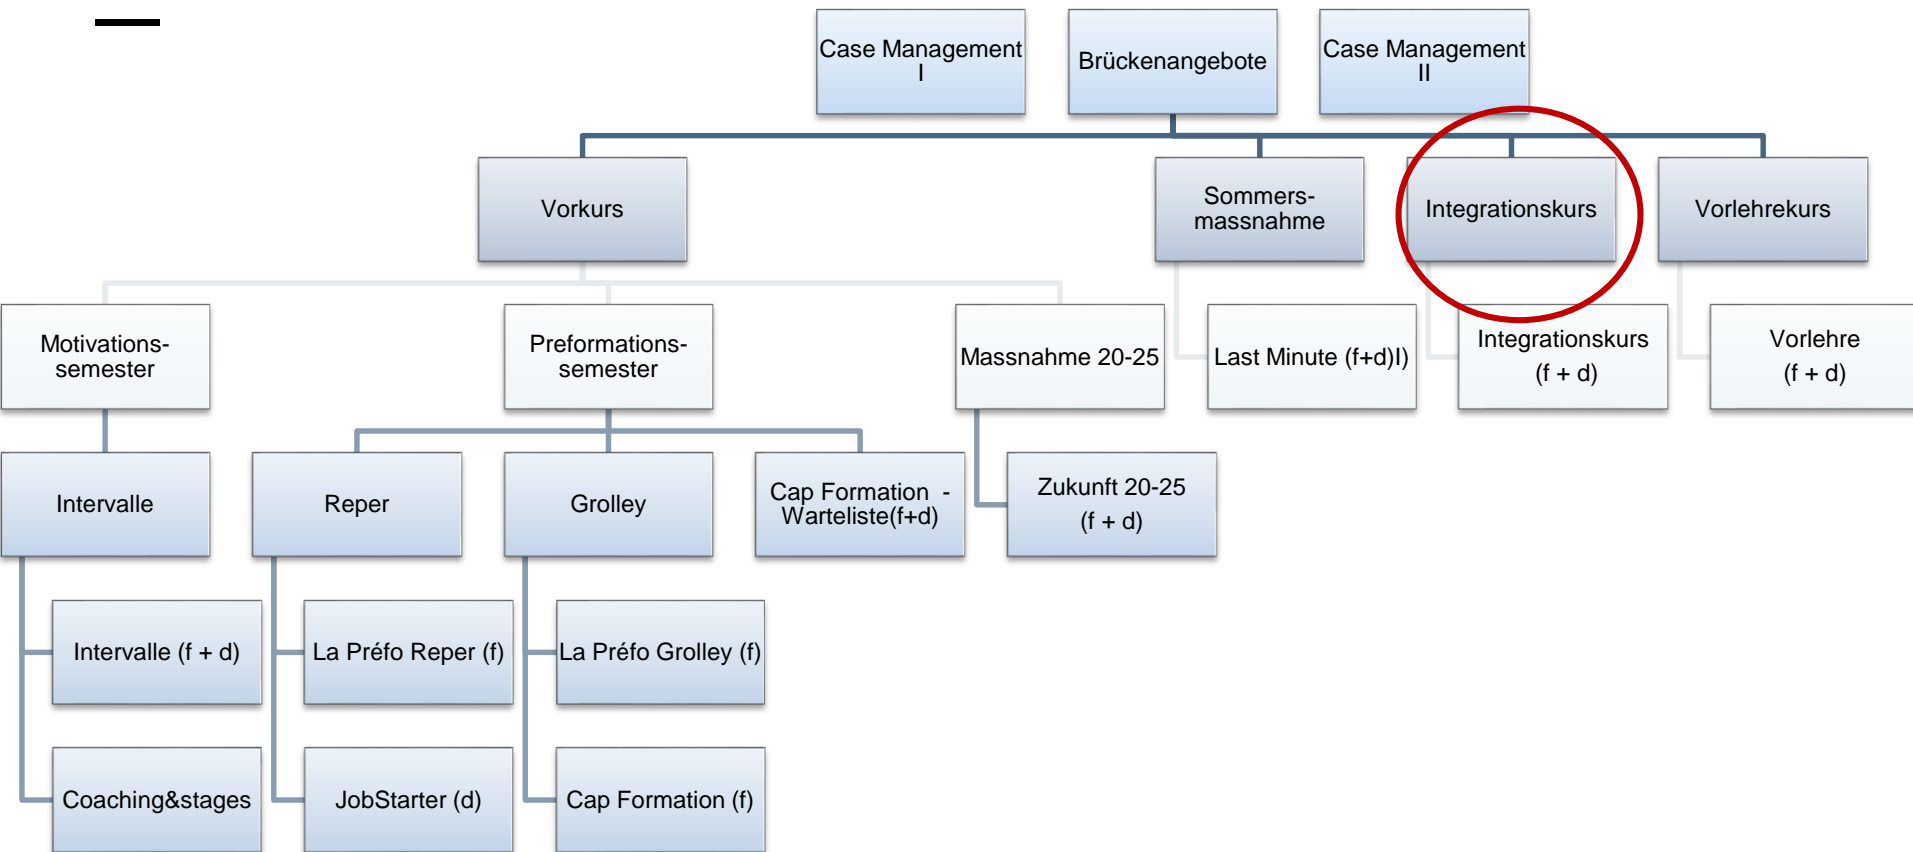 Case Management
I
Brückenangebote
Case Management
II
Vorkurs
Sommers-
massnahme
Integrationskurs
Vorlehrekurs
Motivations-
semester
Preformations-
semester
Massnahme 20-25
Last Minute (f+d)l)
Integrationskurs
(f + d)
Vorlehre
(f + d)
Intervalle
Reper
Grolley
Cap Formation -
Warteliste(f+d)
Zukunft 20-25
(f + d)
Intervalle (f + d)
La Préfo Reper (f)
La Préfo Grolley (f)
Coaching&stages
JobStarter (d)
Cap Formation (f)